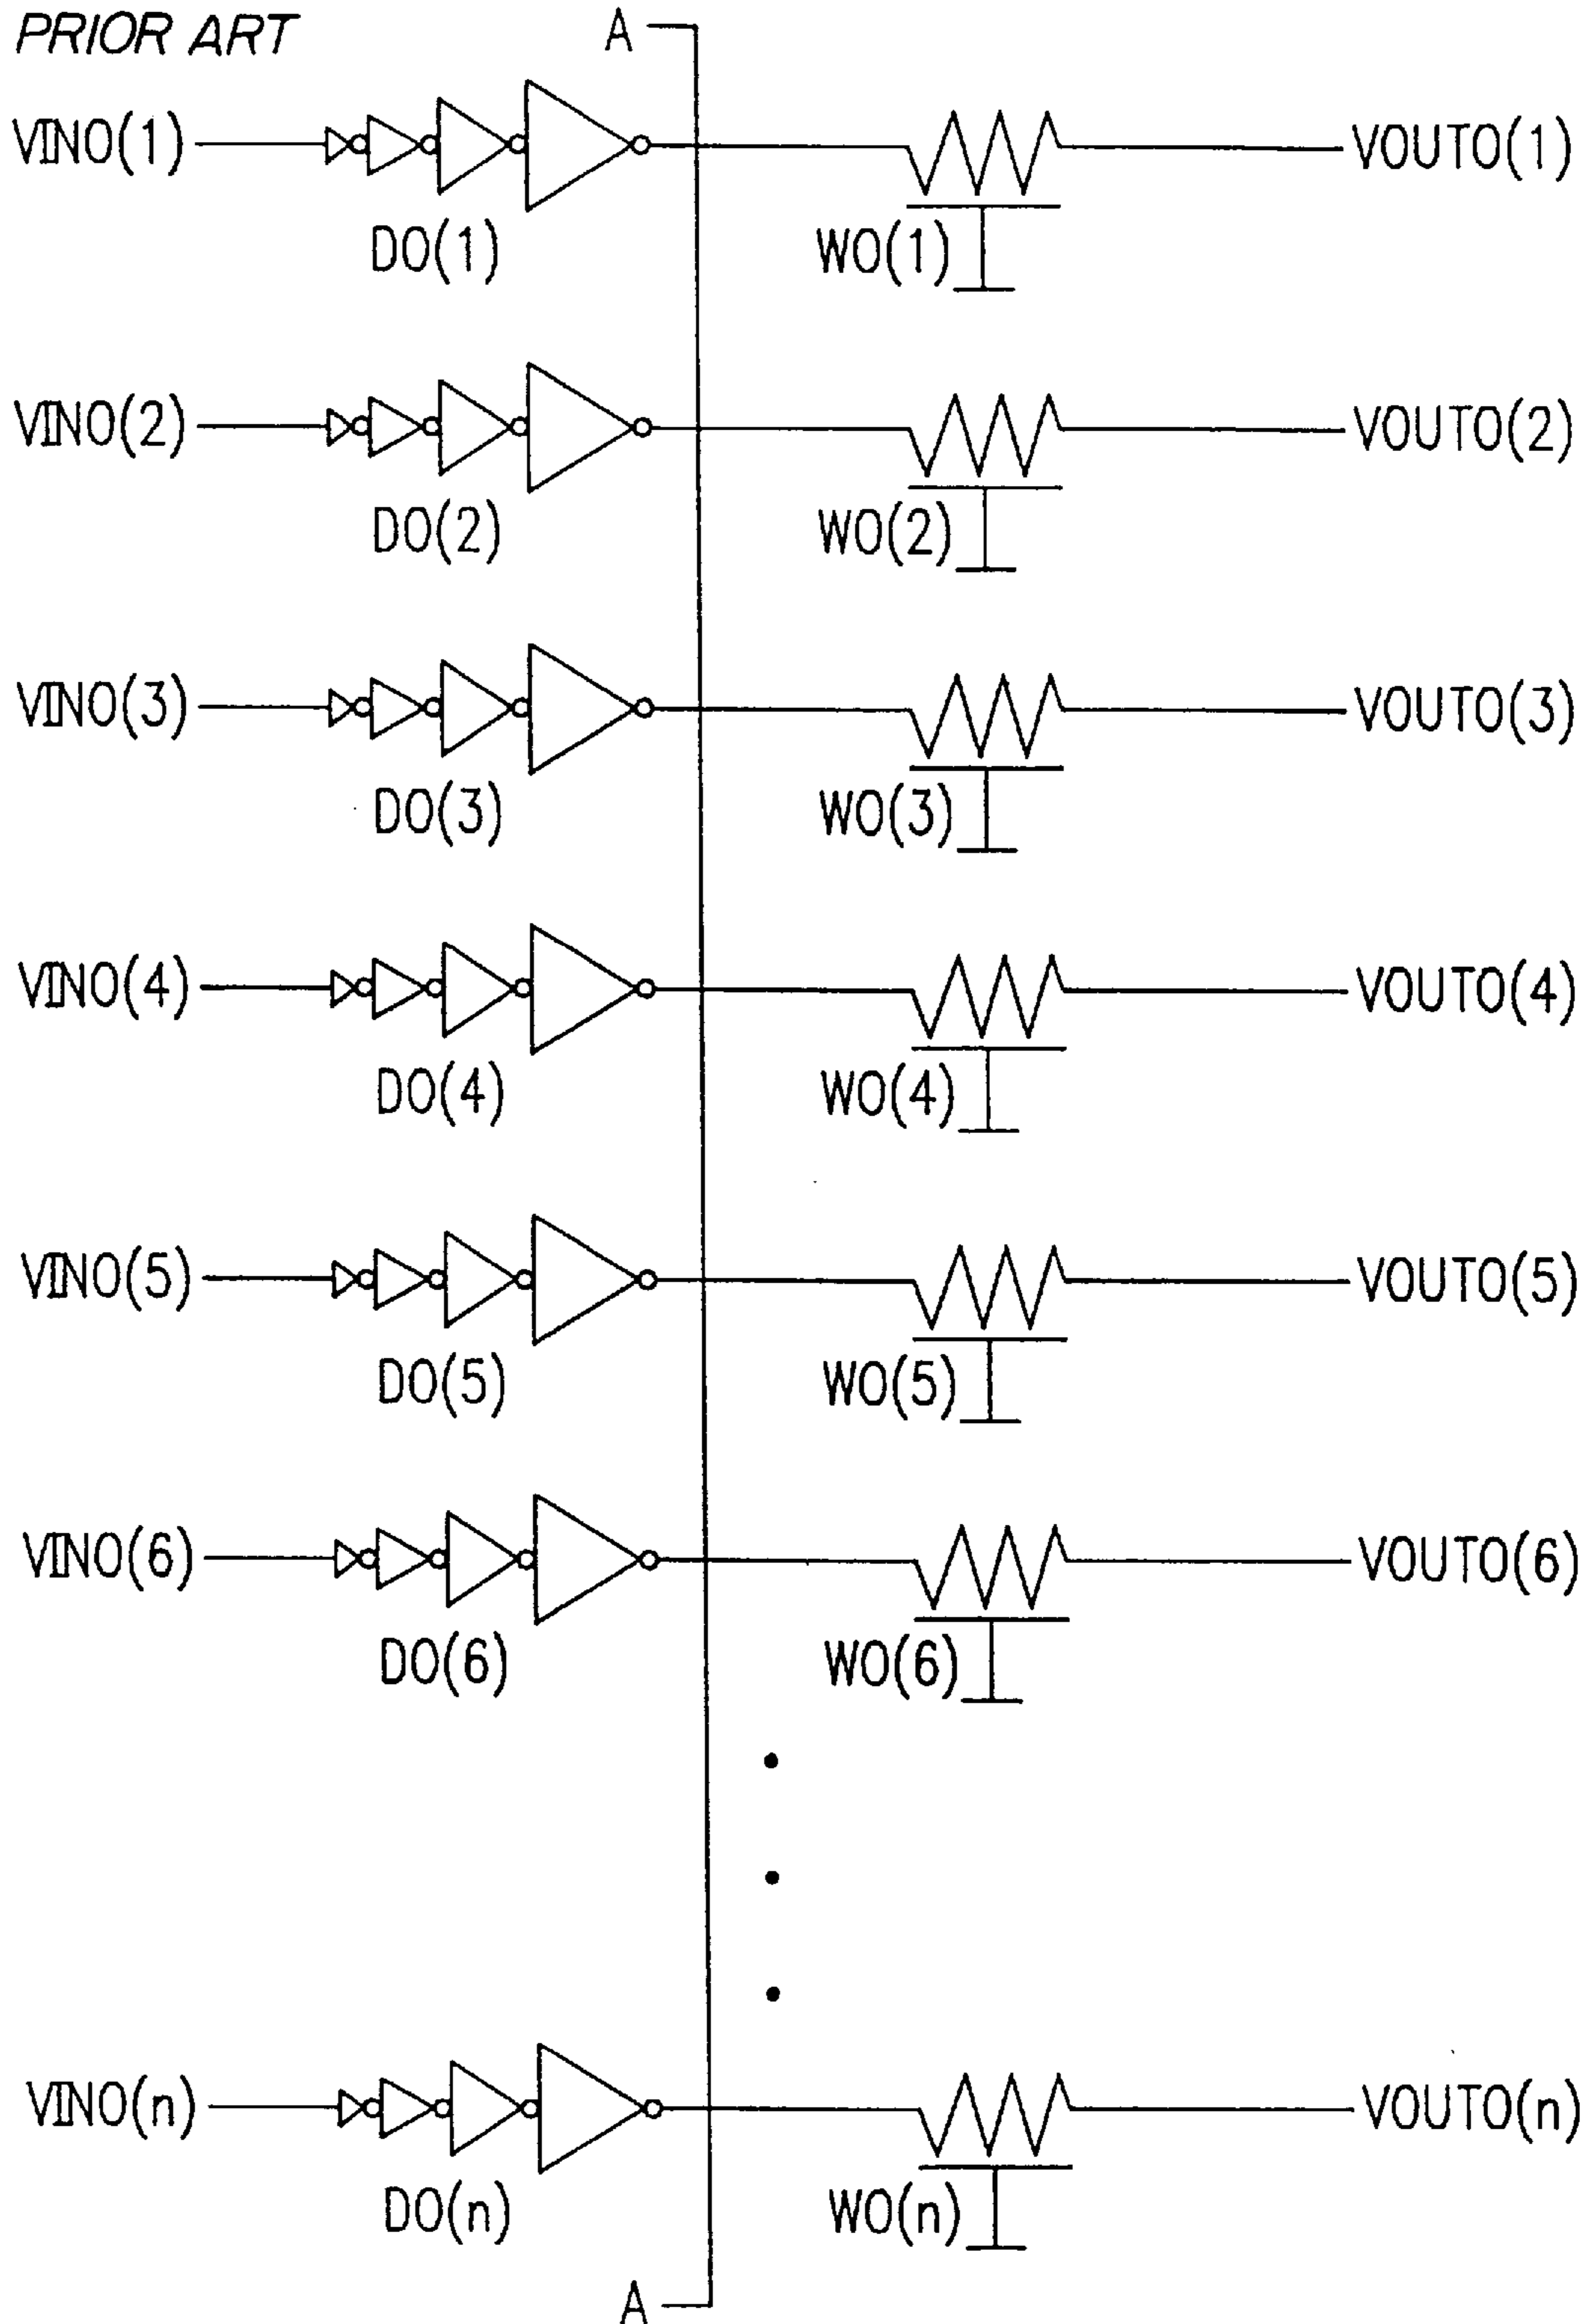 PRIOR ART
A
VINO(1) VOUTO(1)
DO(1) WO(1)
VINO(2) VOUTO(2)
DO(2) WO(2)
VINO(3) VOUTO(3)
DO(3) WO(3)
VINO(4) VOUTO(4)
DO(4) WO(4)
VINO(5) VOUTO(5)
DO(5) WO(5)
VINO(6) VOUTO(6)
DO(6) WO(6)
VINO(n) VOUTO(n)
DO(n) WO(n)
A